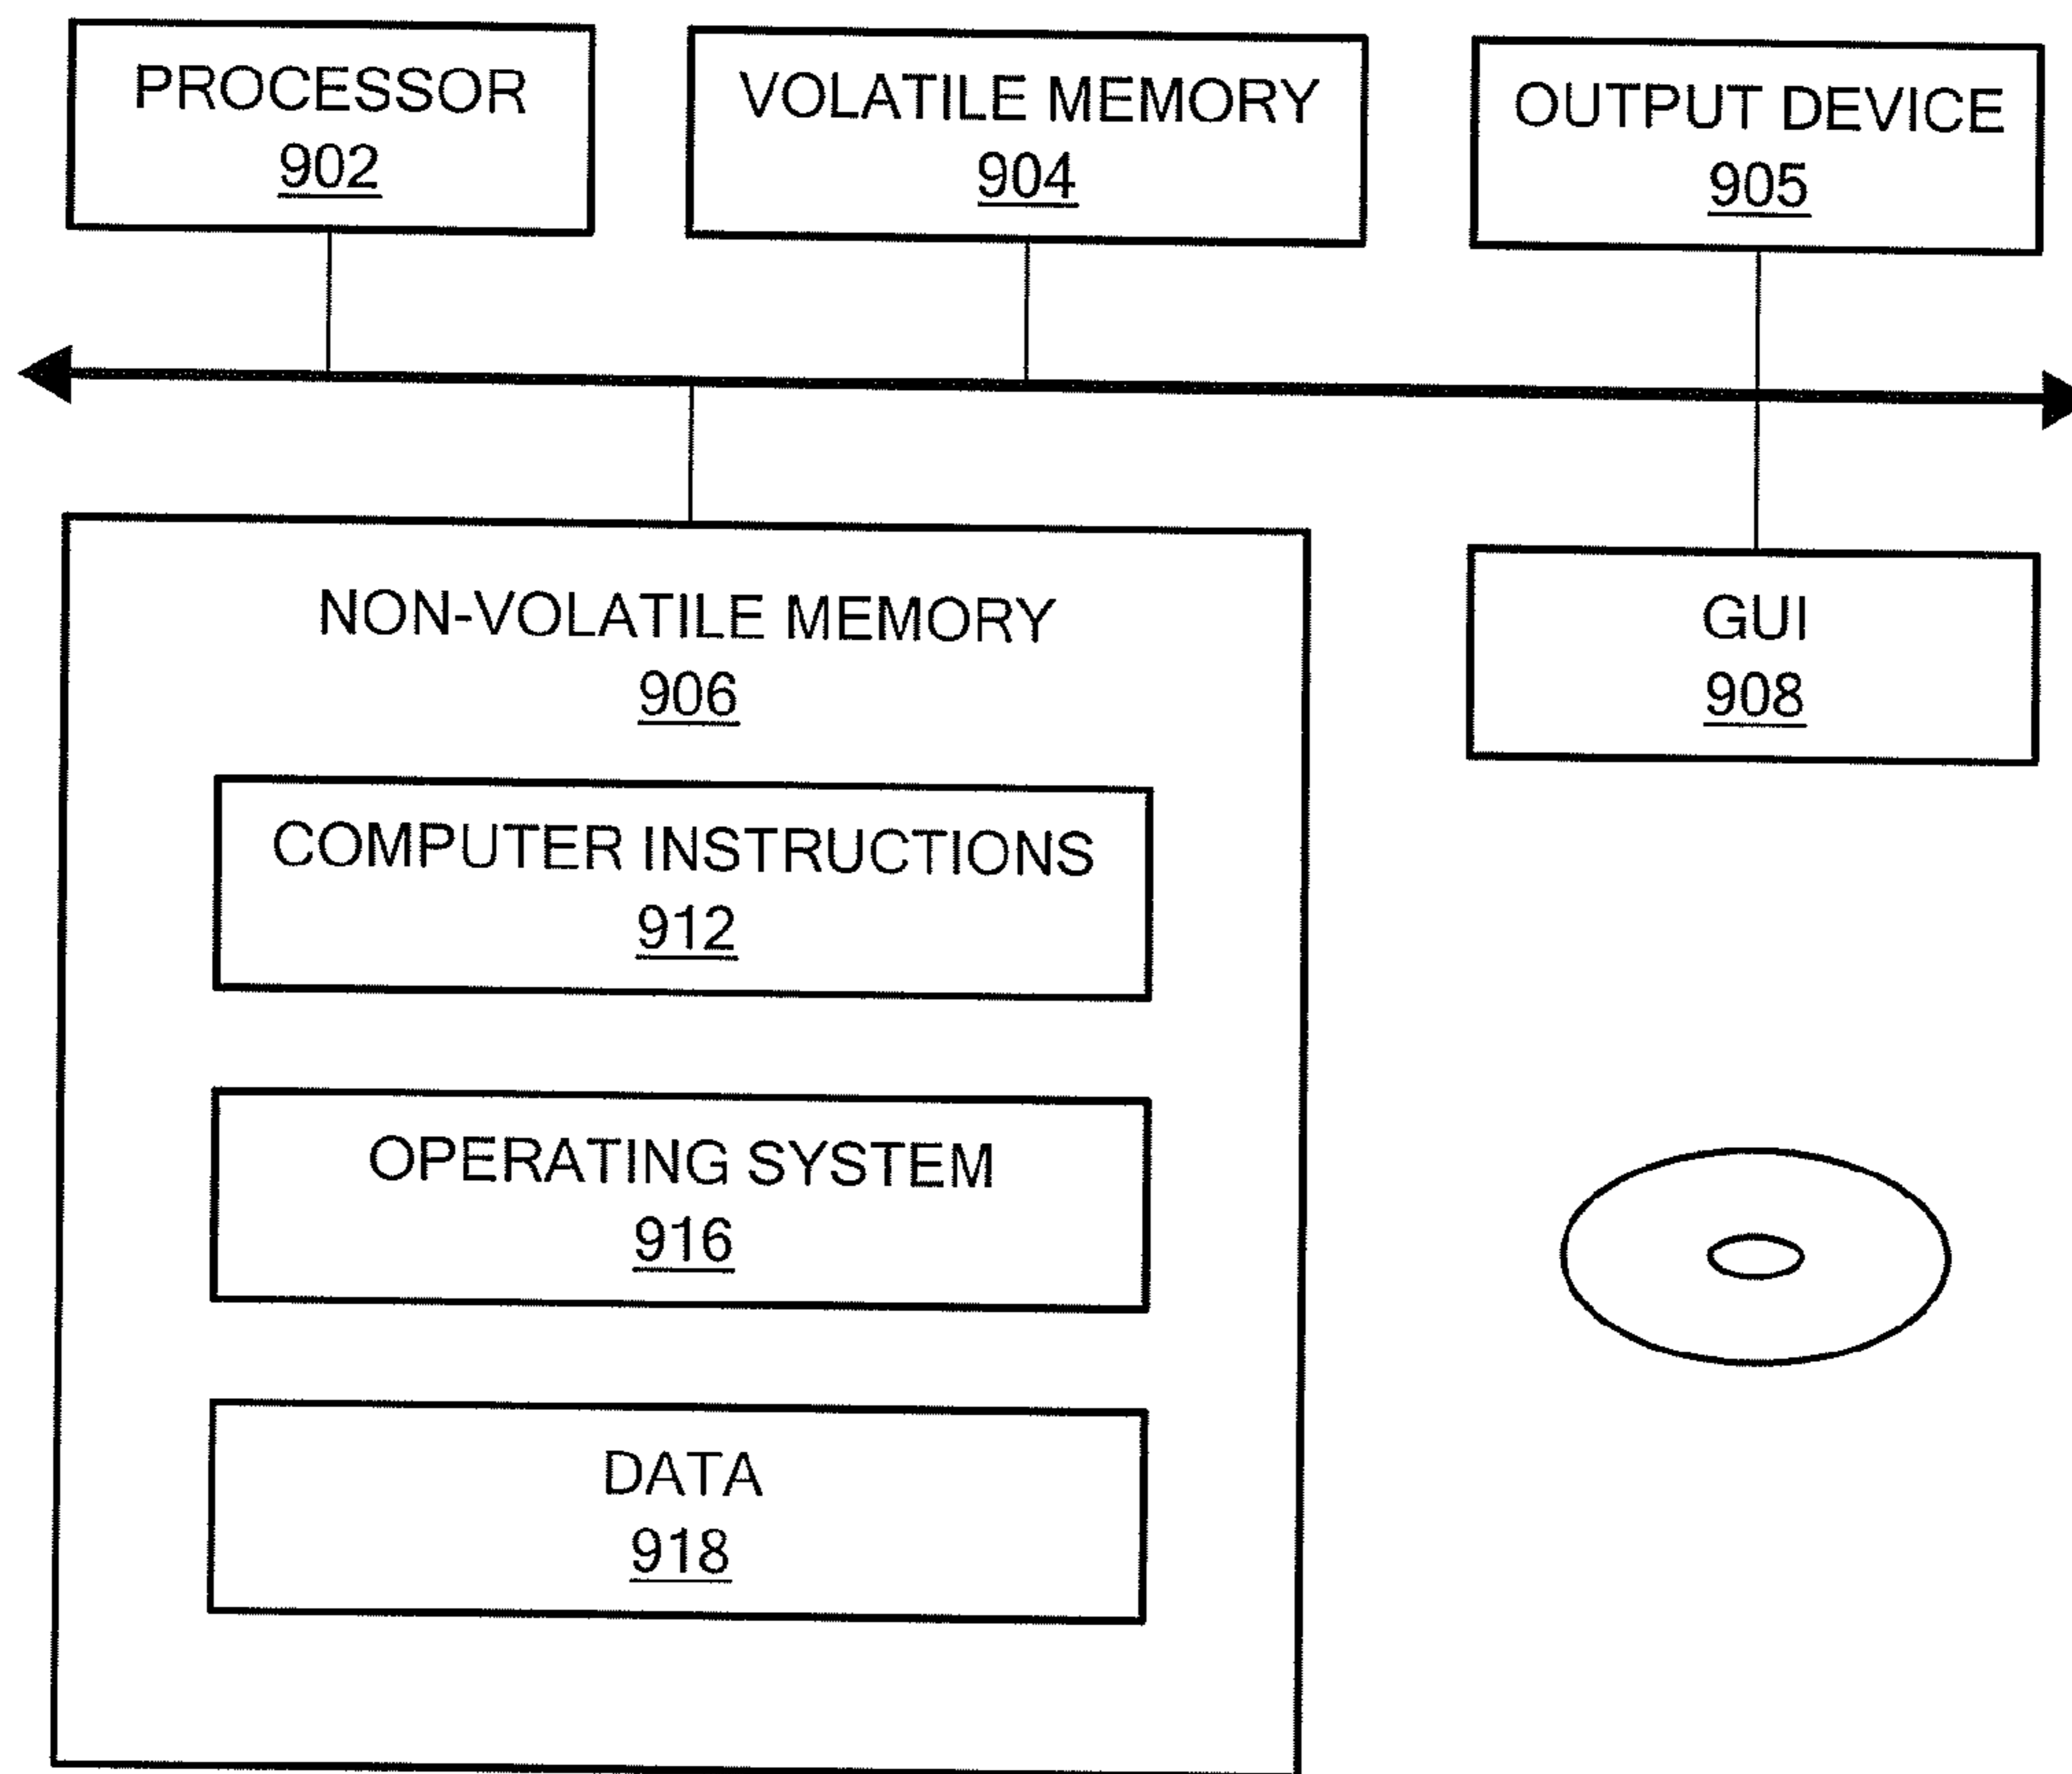 PROCESSOR
902
VOLATILE MEMORY
904
OUTPUT DEVICE
905
NON-VOLATILE MEMORY
906
GUI
908
COMPUTER INSTRUCTIONS
912
OPERATING SYSTEM
916
DATA
918